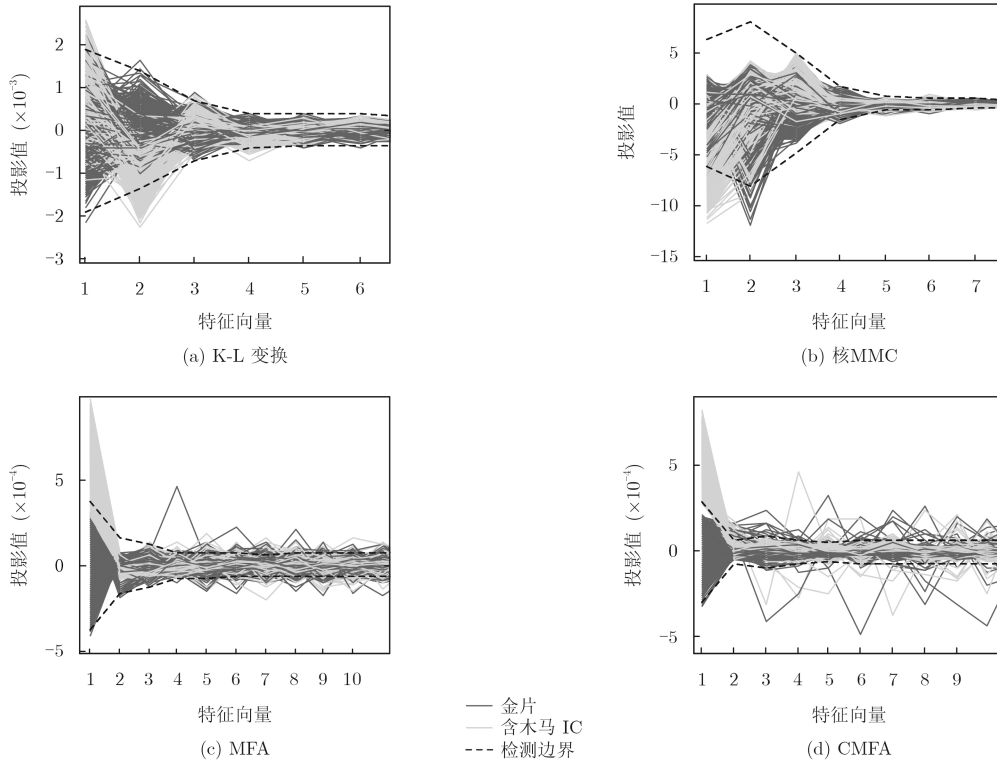 2
1
0
−1
−2
−3
投影值 (×10⁻³)
1 2 3 4 5 6
特征向量
(a) K-L 变换
5
0
−5
−10
−15
投影值
1 2 3 4 5 6 7
特征向量
(b) 核MMC
5
0
−5
投影值 (×10⁻⁴)
1 2 3 4 5 6 7 8 9 10
特征向量
(c) MFA
金片
含木马 IC
检测边界
5
0
−5
投影值 (×10⁻⁴)
1 2 3 4 5 6 7 8 9
特征向量
(d) CMFA